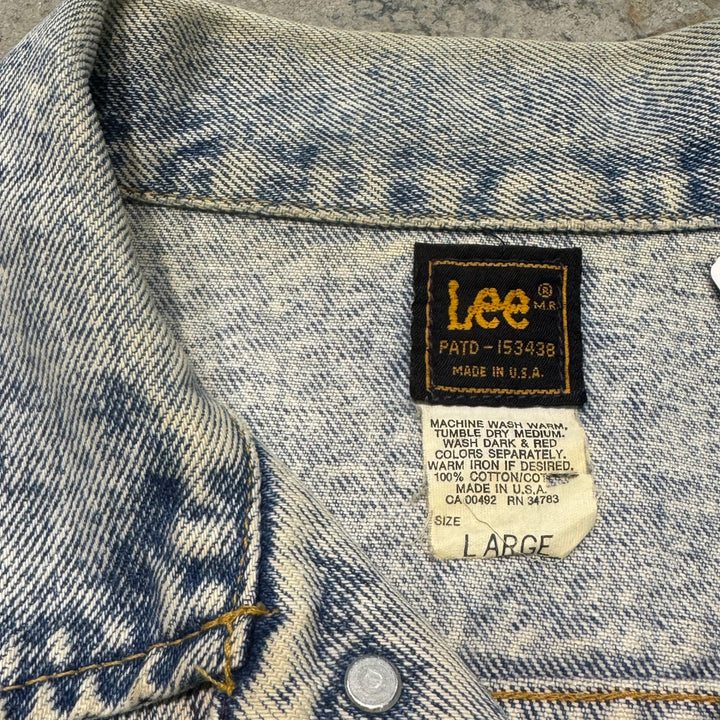 Lee ®
M.R.
PATD-153438
MADE IN U.S.A.
MACHINE WASH WARM,
TUMBLE DRY MEDIUM.
WASH DARK & RED
COLORS SEPARATELY.
WARM IRON IF DESIRED.
100% COTTON/COT
MADE IN U.S.A.
CA 00492 RN 34783
SIZE
LARGE